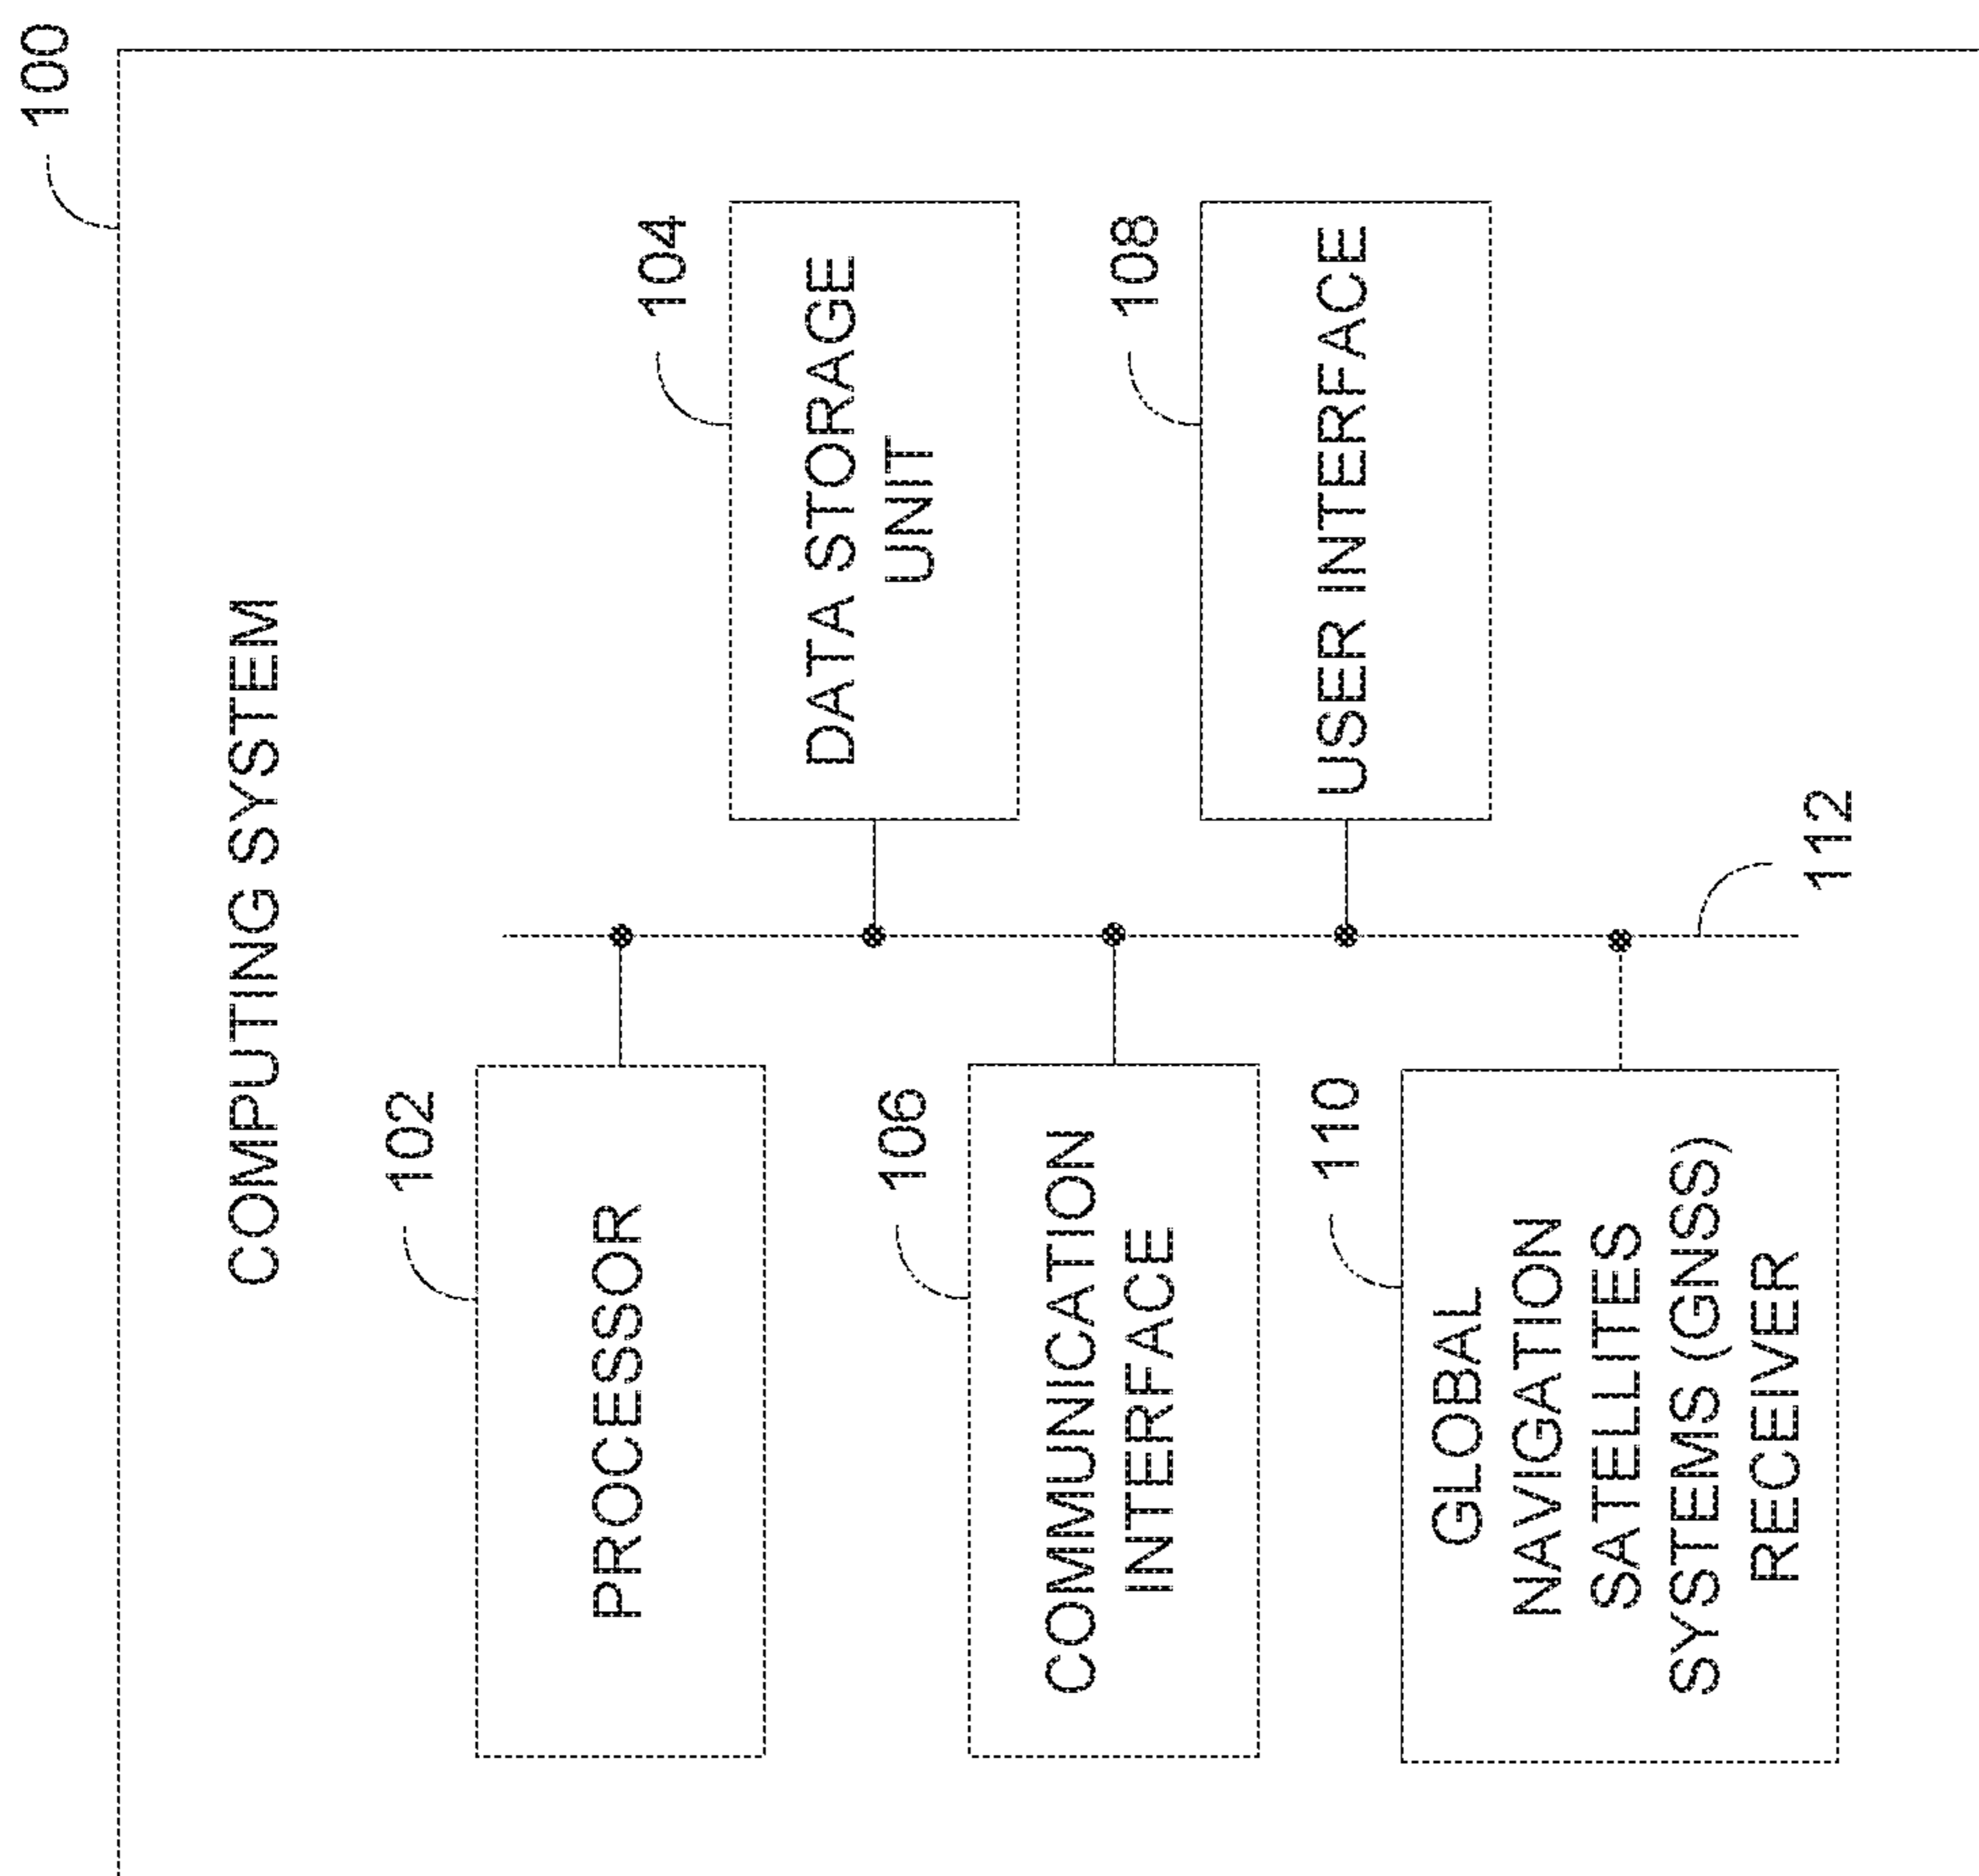 100
COMPUTING SYSTEM
102
PROCESSOR
104
DATA STORAGE
UNIT
106
COMMUNICATION
INTERFACE
108
USER INTERFACE
110
GLOBAL
NAVIGATION
SATELLITES
SYSTEMS (GNSS)
RECEIVER
112